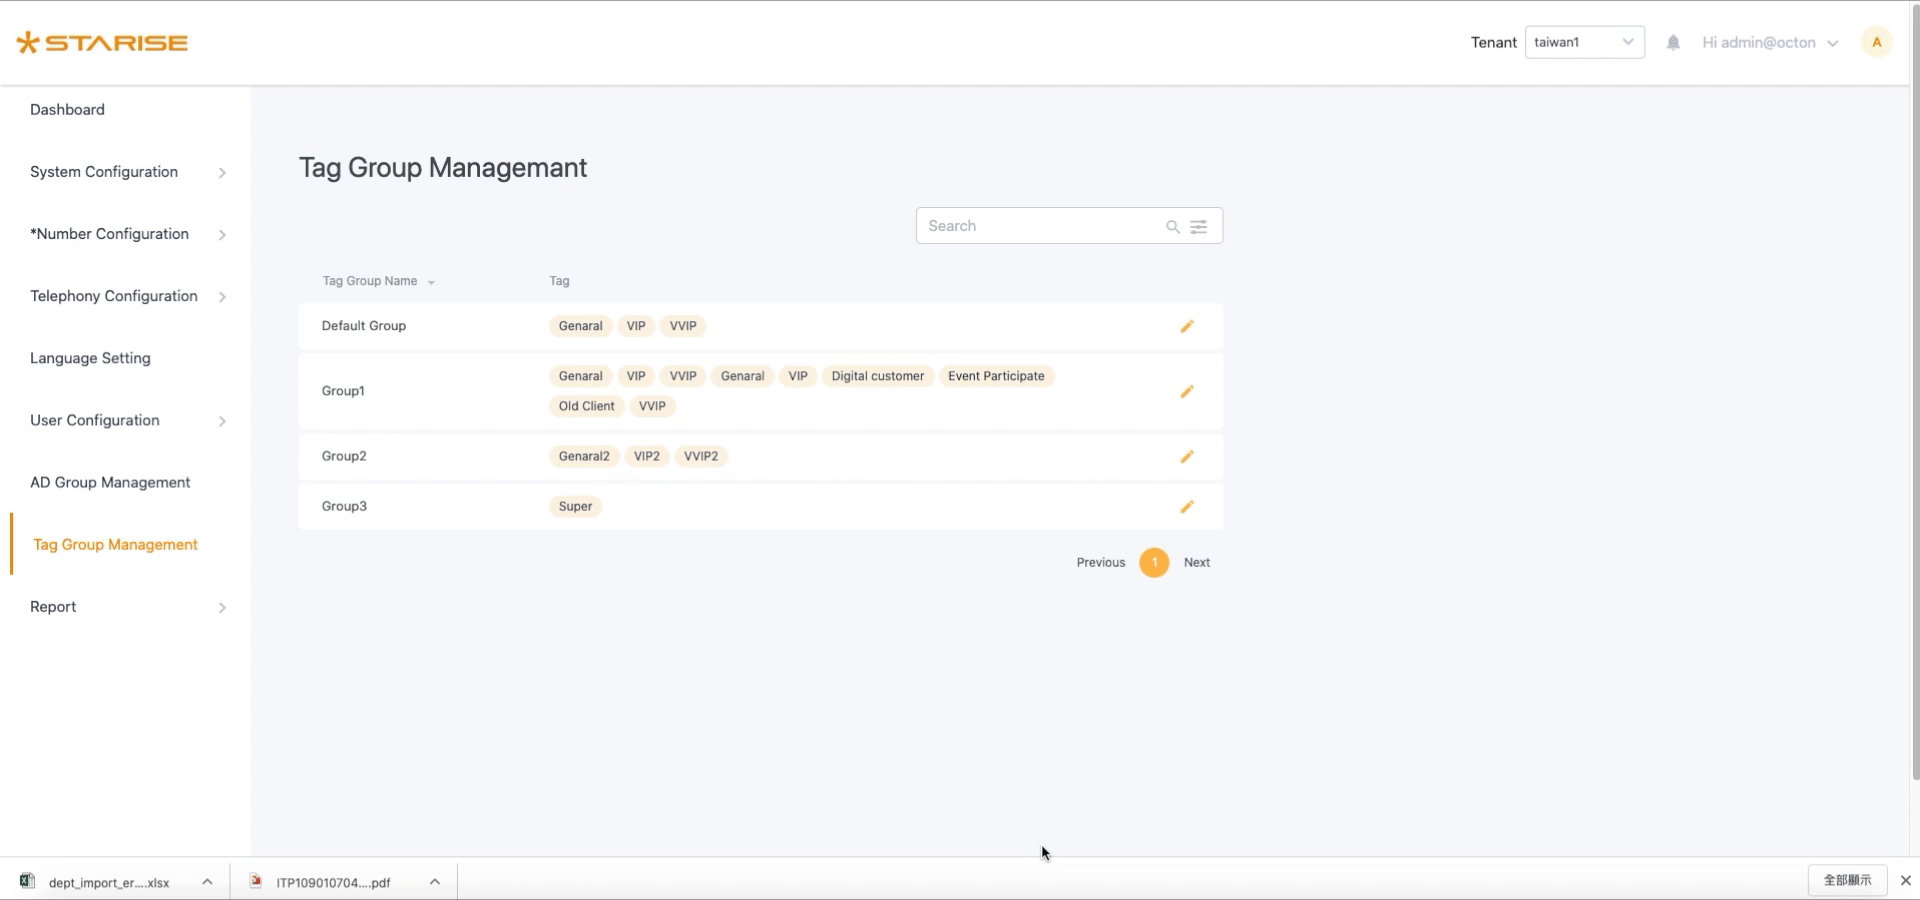 STARISE
Tenant taiwan1 Hi admin@octon A
Dashboard
System Configuration
*Number Configuration
Telephony Configuration
Language Setting
User Configuration
AD Group Management
Tag Group Management
Report
Tag Group Managemant
Search
Tag Group Name Tag
Default Group Genaral VIP VVIP
Group1 Genaral VIP VVIP Genaral VIP Digital customer Event Participate
Old Client VVIP
Group2 Genaral2 VIP2 VVIP2
Group3 Super
Previous 1 Next
dept_import_er....xlsx ITP109010704....pdf 全部顯示